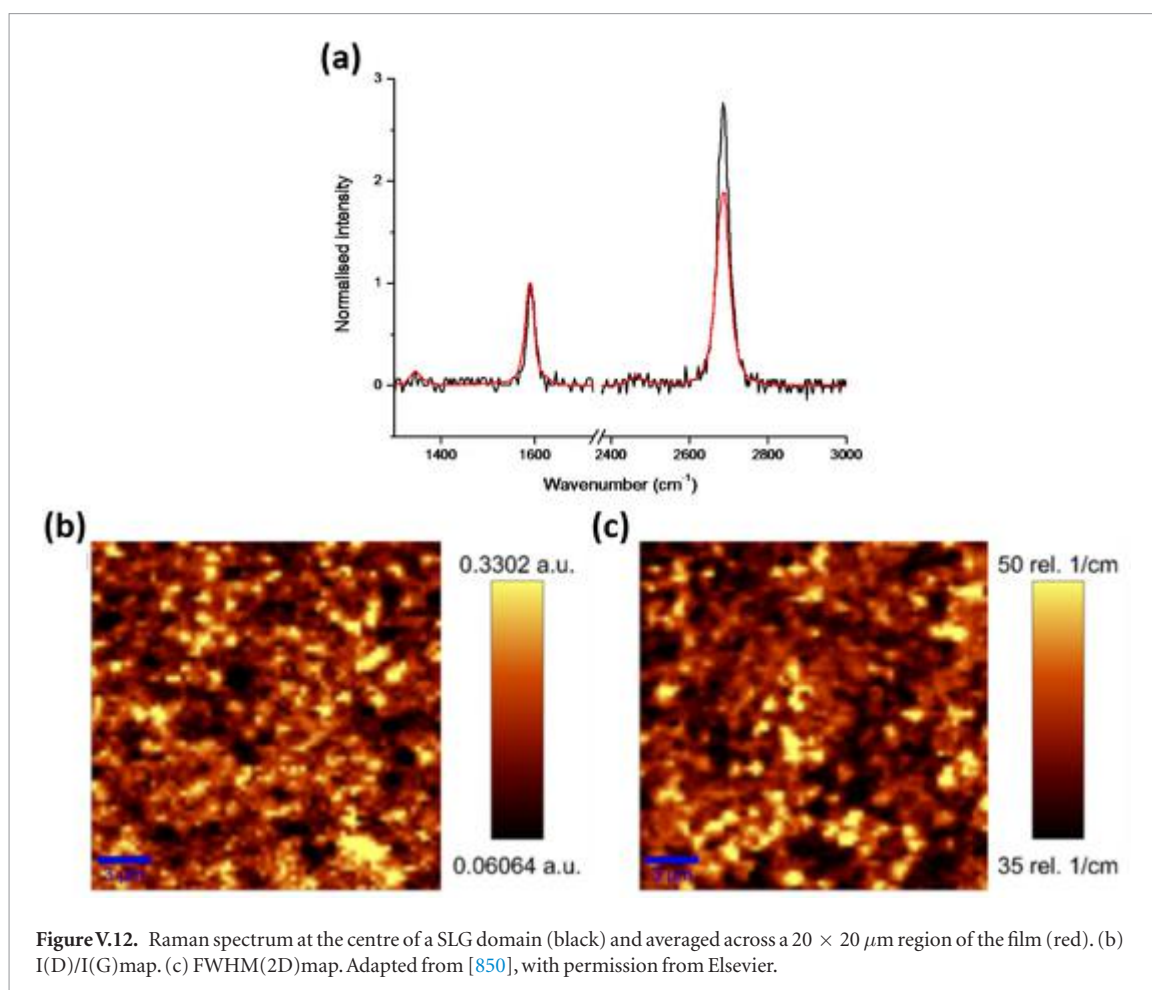 (a)
3
2
1
0
Normalised intensity
1400
1600
2400
2600
2800
3000
Wavenumber (cm⁻¹)
(b)
0.3302 a.u.
0.06064 a.u.
(c)
50 rel. 1/cm
35 rel. 1/cm
Figure V.12. Raman spectrum at the centre of a SLG domain (black) and averaged across a 20 × 20 μm region of the film (red). (b)
I(D)/I(G)map. (c) FWHM(2D)map. Adapted from [850], with permission from Elsevier.